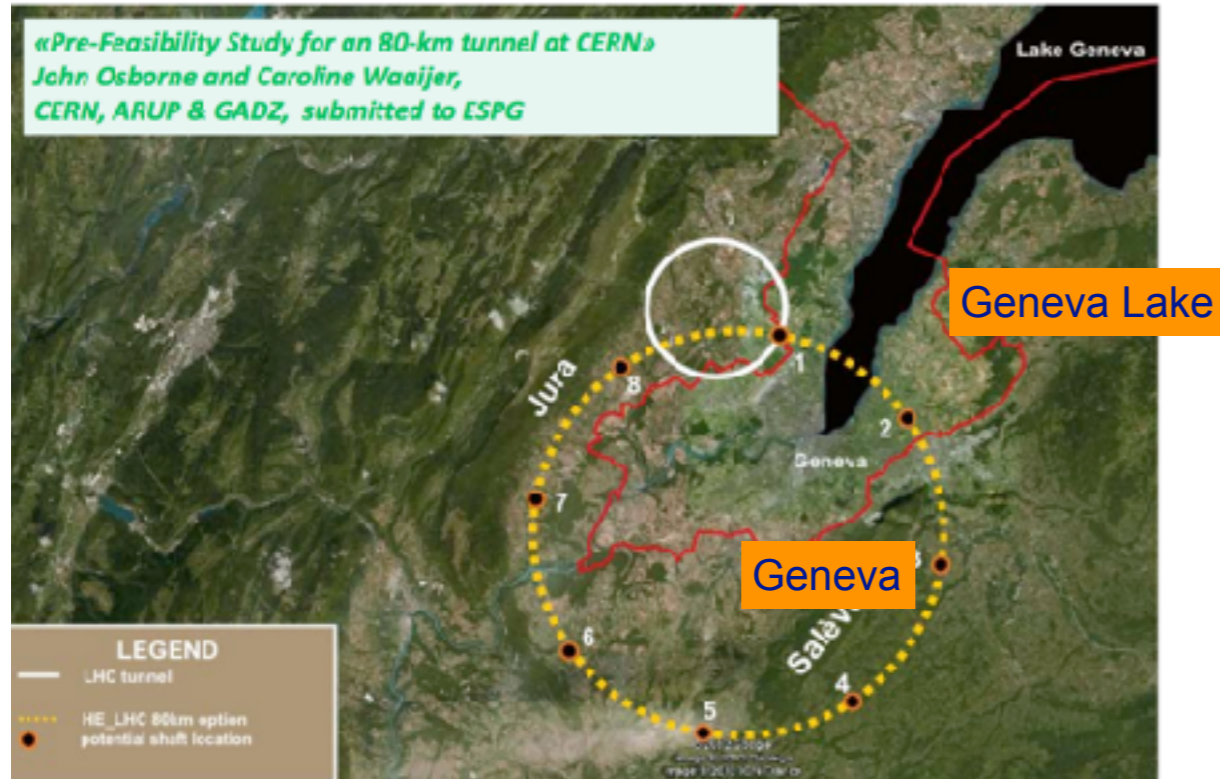 «Pre-Feasibility Study for an 80-km tunnel at CERN»
John Osborne and Caroline Waaijer,
CERN, ARUP & GADZ, submitted to ESPG
Lake Geneva
Geneva Lake
1
8
Jura
2
Geneva
7
Geneva
3
Salève
6
4
5
LEGEND
LHC tunnel
HE_LHC 80km option
potential shaft location